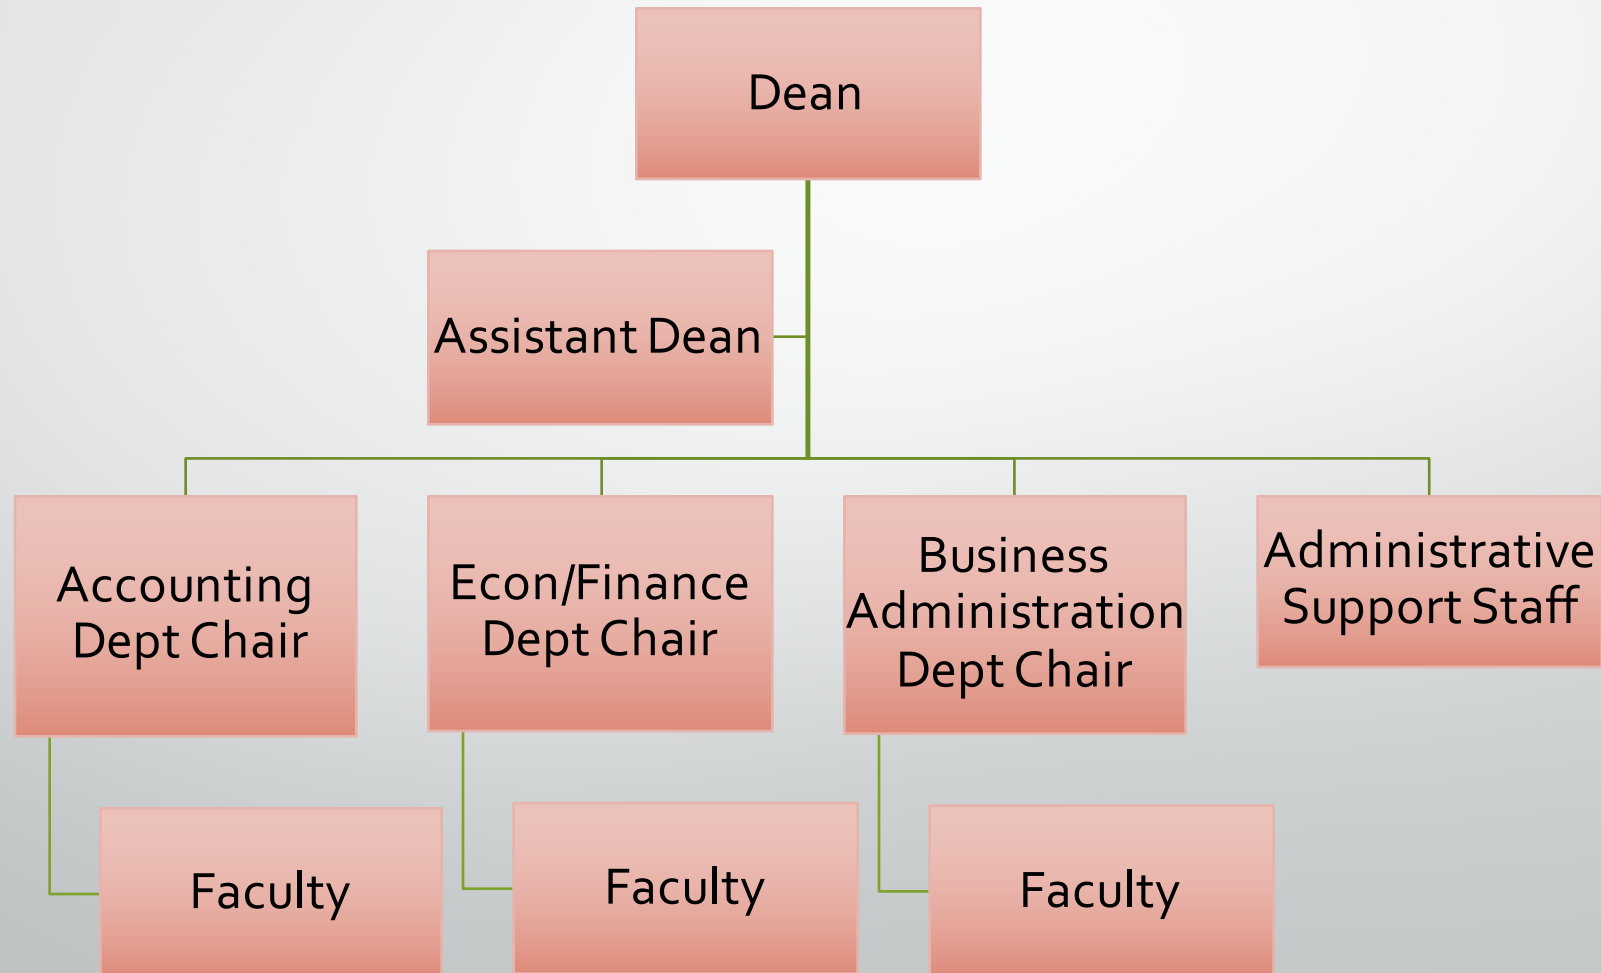 Dean
Assistant Dean
Accounting
Dept Chair
Econ/Finance
Dept Chair
Business
Administration
Dept Chair
Administrative
Support Staff
Faculty
Faculty
Faculty